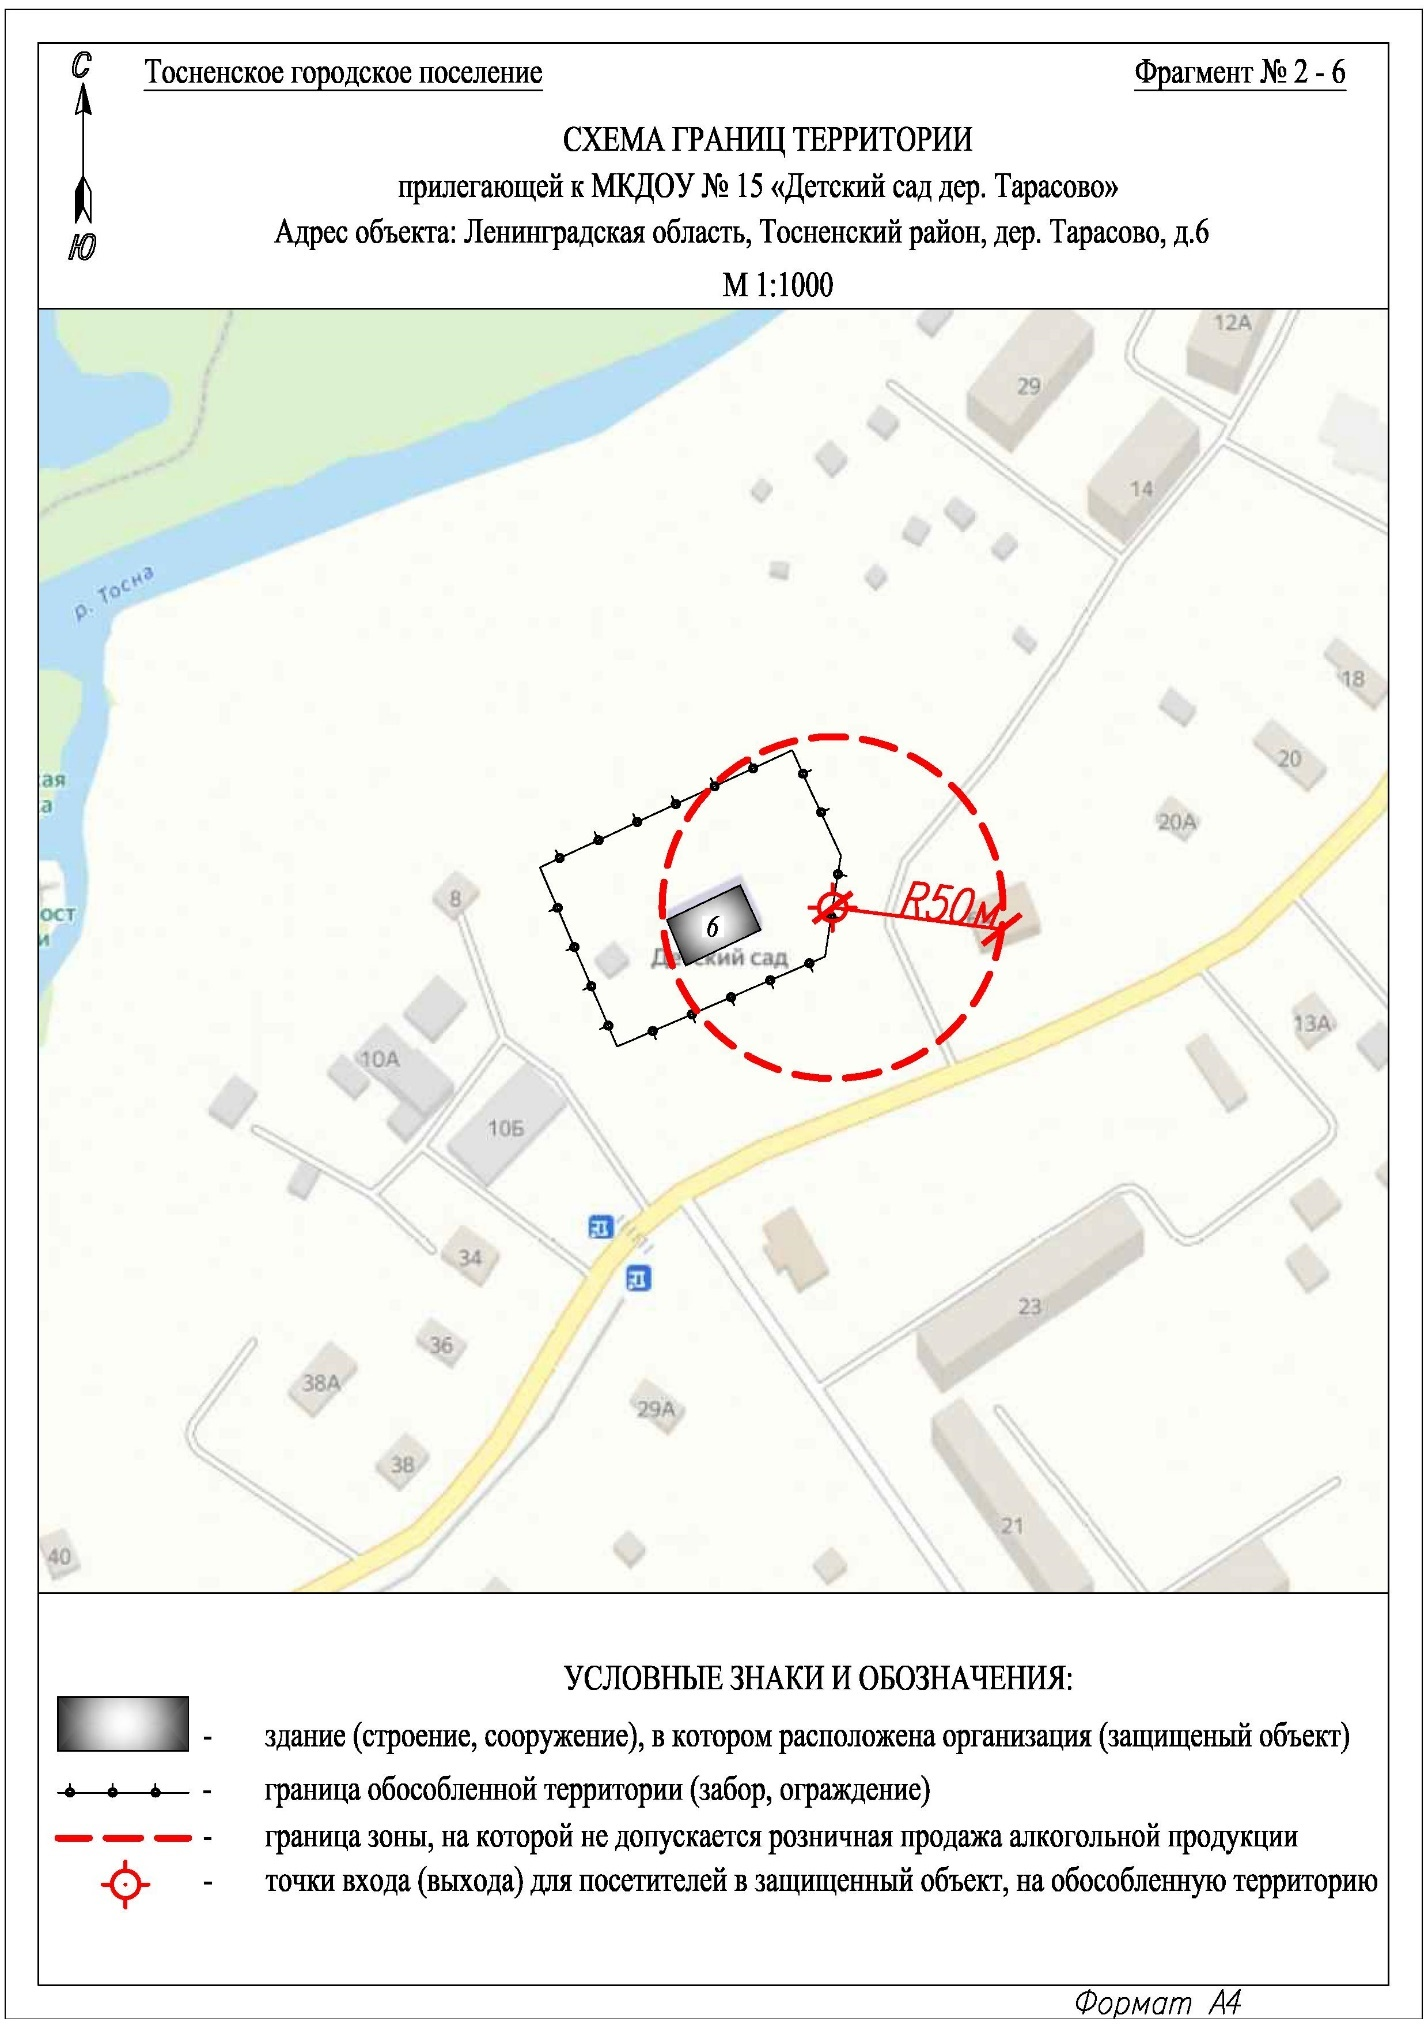 С
Тосненское городское поселение
Фрагмент № 2 - 6
Ю
СХЕМА ГРАНИЦ ТЕРРИТОРИИ
прилегающей к МКДОУ № 15 «Детский сад дер. Тарасово»
Адрес объекта: Ленинградская область, Тосненский район, дер. Тарасово, д.6
М 1:1000
12А
29
14
р. Тосна
18
20
ая
а
20А
8
ост
и
R50м.
6
Детский сад
13А
10А
10Б
34
23
36
38А
29А
38
21
40
УСЛОВНЫЕ ЗНАКИ И ОБОЗНАЧЕНИЯ:
- здание (строение, сооружение), в котором расположена организация (защищеный объект)
- граница обособленной территории (забор, ограждение)
- граница зоны, на которой не допускается розничная продажа алкогольной продукции
- точки входа (выхода) для посетителей в защищенный объект, на обособленную территорию
Формат А4